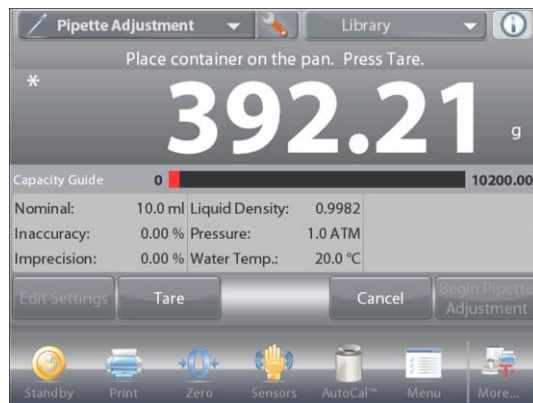 Pipette Adjustment
Library
Place container on the pan. Press Tare.
*
392.21
g
Capacity Guide 0 10200.00
Nominal: 10.0 ml Liquid Density: 0.9982
Inaccuracy: 0.00 % Pressure: 1.0 ATM
Imprecision: 0.00 % Water Temp.: 20.0 °C
Edit Settings
Tare
Cancel
Begin Pipette
Adjustment
Standby
Print
Zero
Sensors
AutoCal™
Menu
More...